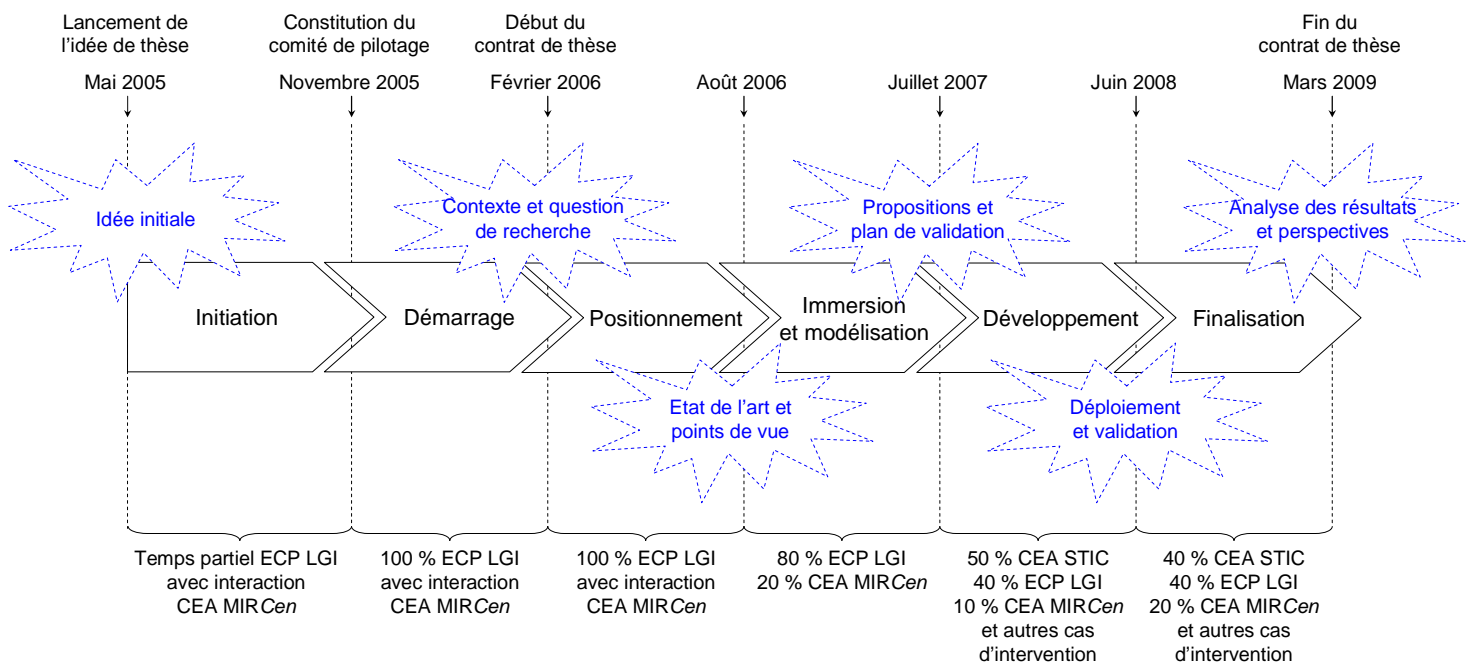 Lancement de
l'idée de thèse
Constitution du
comité de pilotage
Début du
contrat de thèse
Fin du
contrat de thèse
Mai 2005
Novembre 2005
Février 2006
Août 2006
Juillet 2007
Juin 2008
Mars 2009
Idée initiale
Contexte et question
de recherche
Propositions et
plan de validation
Analyse des résultats
et perspectives
Initiation
Démarrage
Positionnement
Immersion
et modélisation
Développement
Finalisation
Etat de l'art et
points de vue
Déploiement
et validation
Temps partiel ECP LGI
avec interaction
CEA MIRCen
100 % ECP LGI
avec interaction
CEA MIRCen
100 % ECP LGI
avec interaction
CEA MIRCen
80 % ECP LGI
20 % CEA MIRCen
50 % CEA STIC
40 % ECP LGI
10 % CEA MIRCen
et autres cas
d'intervention
40 % CEA STIC
40 % ECP LGI
20 % CEA MIRCen
et autres cas
d'intervention